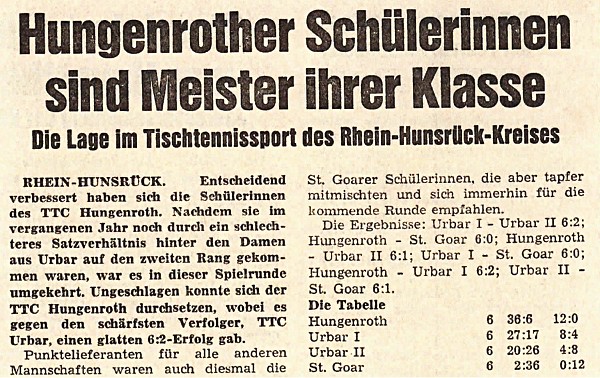 Hungenrother Schülerinnen
sind Meister ihrer Klasse
Die Lage im Tischtennissport des Rhein-Hunsrück-Kreises
RHEIN-HUNSRÜCK. Entscheidend
verbessert haben sich die Schülerinnen
des TTC Hungenroth. Nachdem sie im
vergangenen Jahr noch durch ein schlech-
teres Satzverhältnis hinter den Damen
aus Urbar auf den zweiten Rang gekom-
men waren, war es in dieser Spielrunde
umgekehrt. Ungeschlagen konnte sich der
TTC Hungenroth durchsetzen, wobei es
gegen den schärfsten Verfolger, TTC
Urbar, einen glatten 6:2-Erfolg gab.
Punktelieferanten für alle anderen
Mannschaften waren auch diesmal die
St. Goarer Schülerinnen, die aber tapfer
mitmischten und sich immerhin für die
kommende Runde empfahlen.
Die Ergebnisse: Urbar I - Urbar II 6:2;
Hungenroth - St. Goar 6:0; Hungenroth
- Urbar II 6:1; Urbar I - St. Goar 6:0;
Hungenroth - Urbar I 6:2; Urbar II -
St. Goar 6:1.
Die Tabelle
Hungenroth 6 36:6 12:0
Urbar I 6 27:17 8:4
Urbar II 6 20:26 4:8
St. Goar 6 2:36 0:12